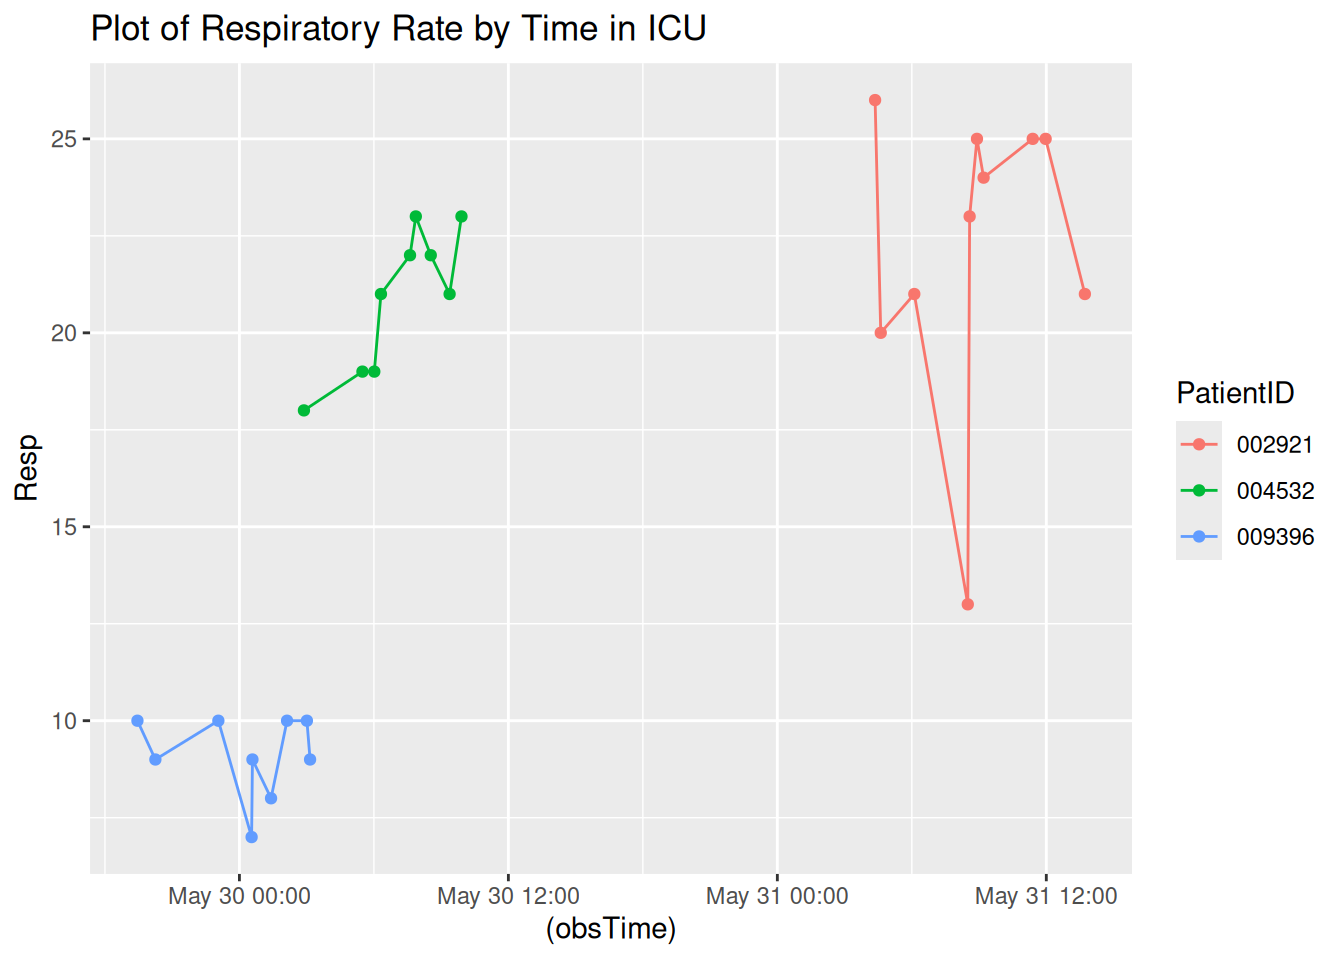 Plot of Respiratory Rate by Time in ICU
25
20
15
10
Resp
May 30 00:00
May 30 12:00
May 31 00:00
May 31 12:00
(obsTime)
PatientID
002921
004532
009396